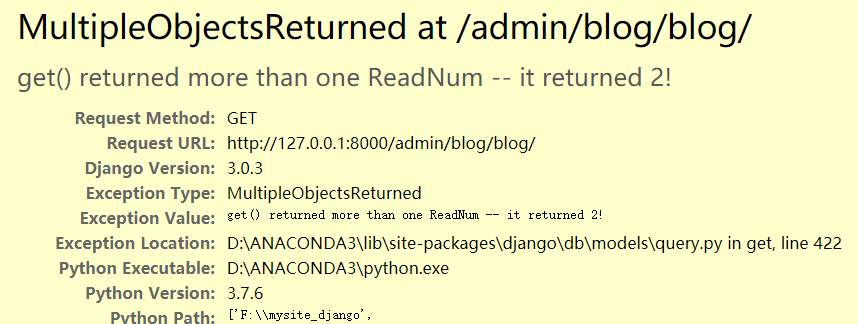 MultipleObjectsReturned at /admin/blog/blog/
get() returned more than one ReadNum -- it returned 2!
Request Method: GET
Request URL: http://127.0.0.1:8000/admin/blog/blog/
Django Version: 3.0.3
Exception Type: MultipleObjectsReturned
Exception Value: get() returned more than one ReadNum -- it returned 2!
Exception Location: D:\ANACONDA3\lib\site-packages\django\db\models\query.py in get, line 422
Python Executable: D:\ANACONDA3\python.exe
Python Version: 3.7.6
Python Path: ['F:\\mysite_django',